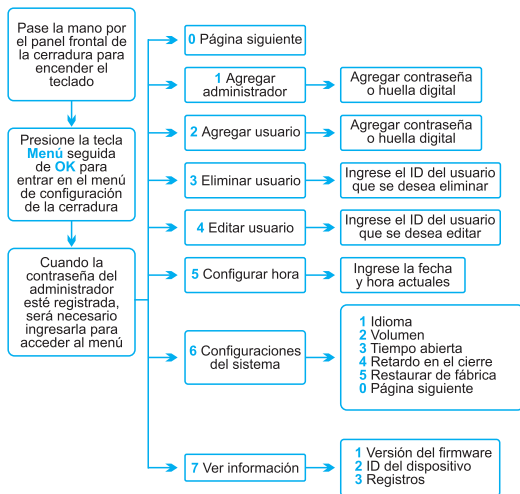 Pase la mano por
el panel frontal de
la cerradura para
encender el
teclado
Presione la tecla
Menú seguida
de OK para
entrar en el menú
de configuración
de la cerradura
Cuando la
contraseña del
administrador
esté registrada,
será necesario
ingresarla para
acceder al menú
0 Página siguiente
1 Agregar
administrador
Agregar contraseña
o huella digital
2 Agregar usuario
Agregar contraseña
o huella digital
3 Eliminar usuario
Ingrese el ID del usuario
que se desea eliminar
4 Editar usuario
Ingrese el ID del usuario
que se desea editar
5 Configurar hora
Ingrese la fecha
y hora actuales
6 Configuraciones
del sistema
1 Idioma
2 Volumen
3 Tiempo abierta
4 Retardo en el cierre
5 Restaurar de fábrica
0 Página siguiente
7 Ver información
1 Versión del firmware
2 ID del dispositivo
3 Registros